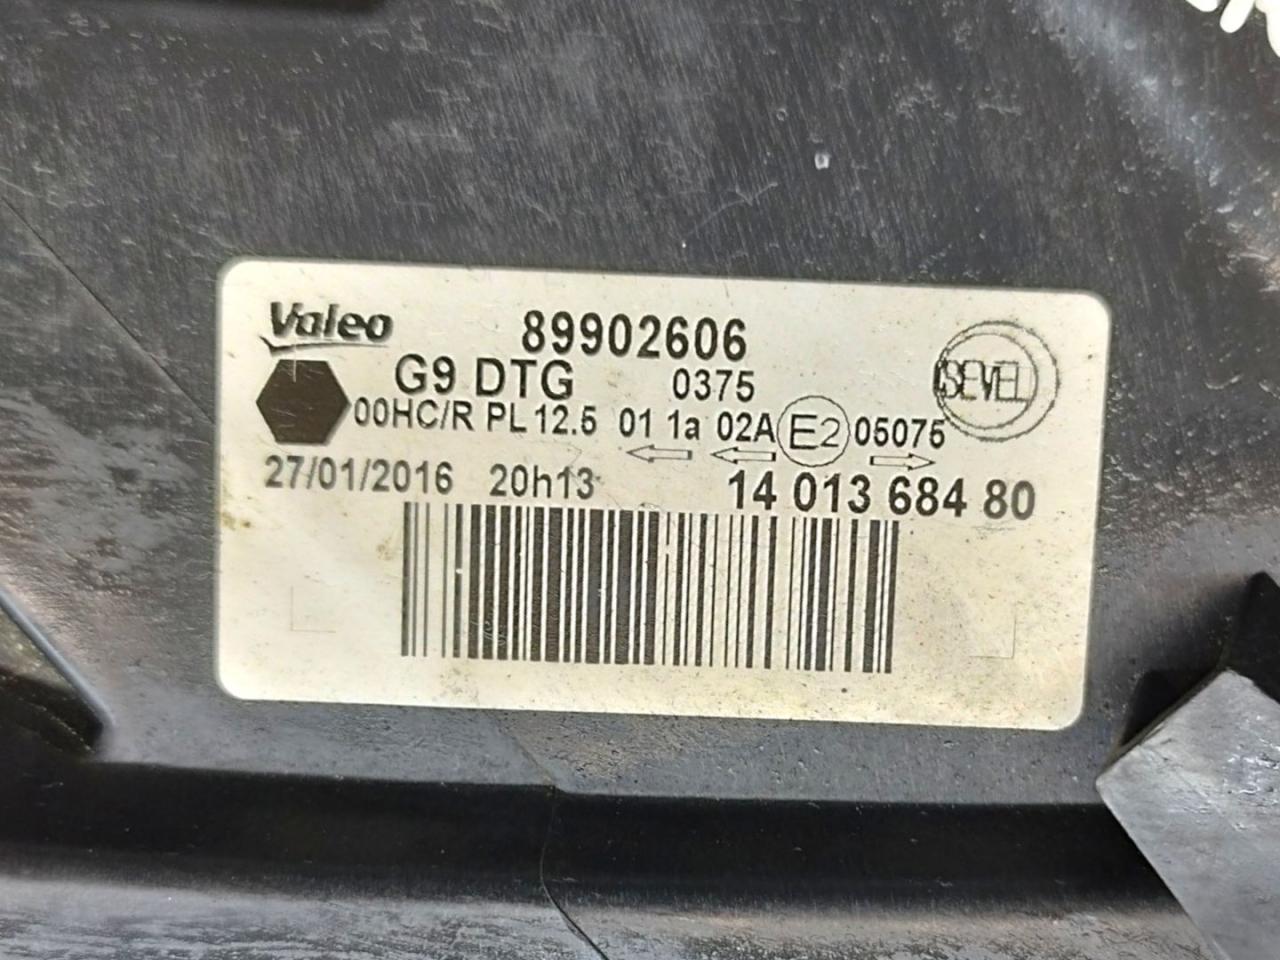 Valeo 89902606
G9 DTG 0375
SEVEL
00HC/R PL 12.5 01 1a 02A E2 05075
27/01/2016 20h13 14 013 684 80